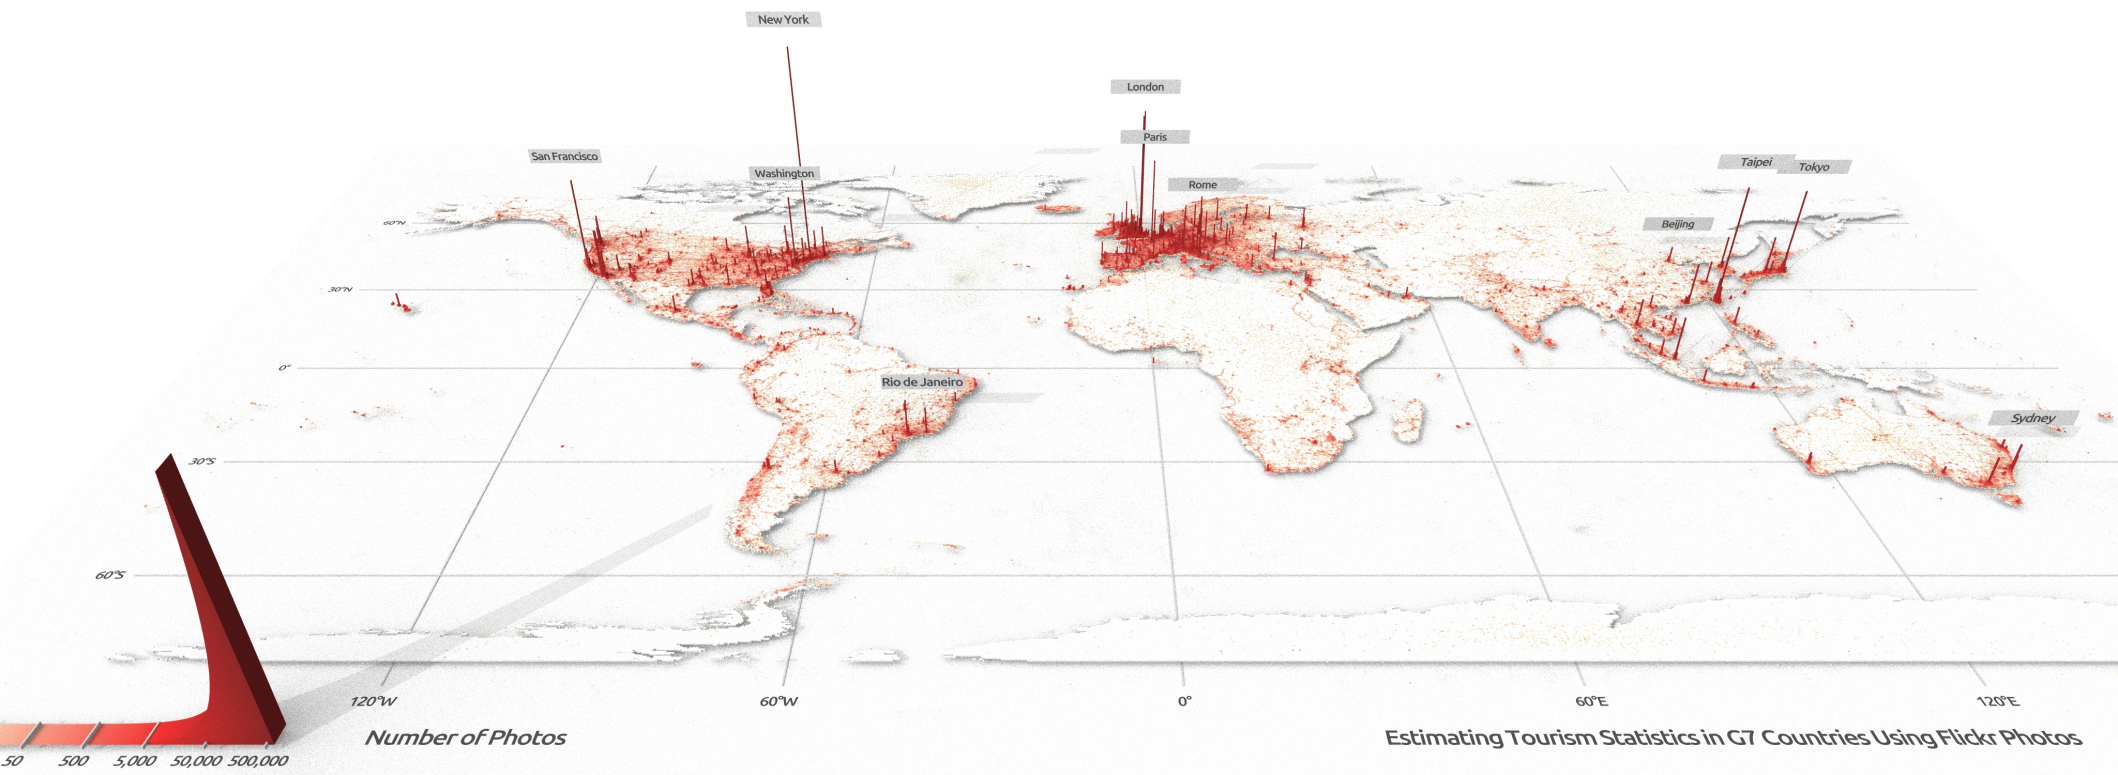 New York
London
Paris
San Francisco
Washington
Rome
Taipei
Tokyo
Beijing
60°N
30°N
0°
Rio de Janeiro
Sydney
30°S
60°S
120°W
60°W
0°
60°E
120°E
Number of Photos
Estimating Tourism Statistics in G7 Countries Using Flickr Photos
50
500
5,000
50,000
500,000